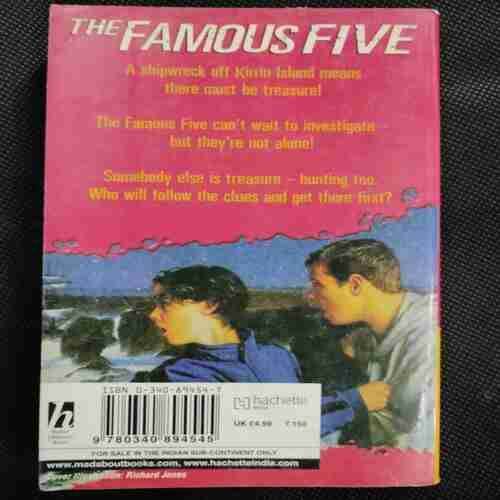 THE FAMOUS FIVE
A shipwreck off Kirrin Island means
there must be treasure!
The Famous Five can't wait to investigate –
but they're not alone!
Somebody else is treasure – hunting too.
Who will follow the clues and get there first?
ISBN 0-340-89454-7
9 780340 894545
h
hachette
INDIA
UK £4.99 ₹ 150
FOR SALE IN THE INDIAN SUB-CONTINENT ONLY
www.madeaboutbooks.com, www.hachetteindia.com
Cover illustration: Richard Jones